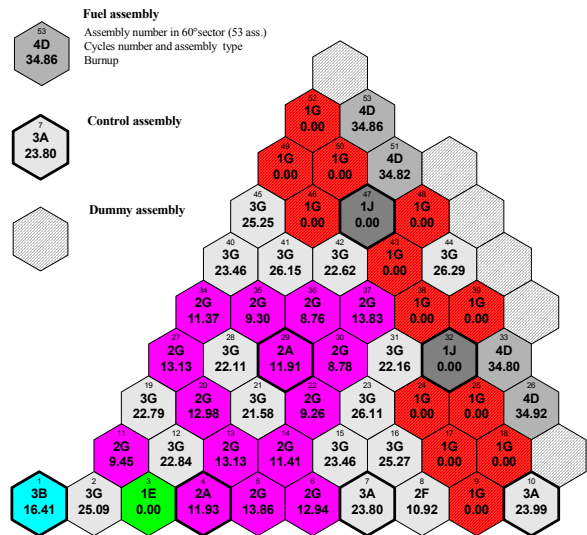 Fuel assembly
53
4D
34.86
Assembly number in 60°sector (53 ass.)
Cycles number and assembly type
Burnup
Control assembly
7
3A
23.80
Dummy assembly
52 53
1G 4D
0.00 34.86
49 50 51
1G 1G 4D
0.00 0.00 34.82
45 46 47 48
3G 1G 1J 1G
25.25 0.00 0.00 0.00
40 41 42 43 44
3G 3G 3G 1G 3G
23.46 26.15 22.62 0.00 26.29
34 35 36 37 38 39
2G 2G 2G 2G 1G 1G
11.37 9.30 8.76 13.83 0.00 0.00
27 28 29 30 31 32 33
2G 3G 2A 2G 3G 1J 4D
13.13 22.11 11.91 8.78 22.16 0.00 34.80
19 20 21 22 23 24 25 26
3G 2G 3G 2G 3G 1G 1G 4D
22.79 12.98 21.58 9.26 26.11 0.00 0.00 34.92
11 12 13 14 15 16 17 18
2G 3G 2G 2G 3G 3G 1G 1G
9.45 22.84 13.13 11.41 23.46 25.27 0.00 0.00
1 2 3 4 5 6 7 8 9 10
3B 3G 1E 2A 2G 2G 3A 2F 1G 3A
16.41 25.09 0.00 11.93 13.86 12.94 23.80 10.92 0.00 23.99